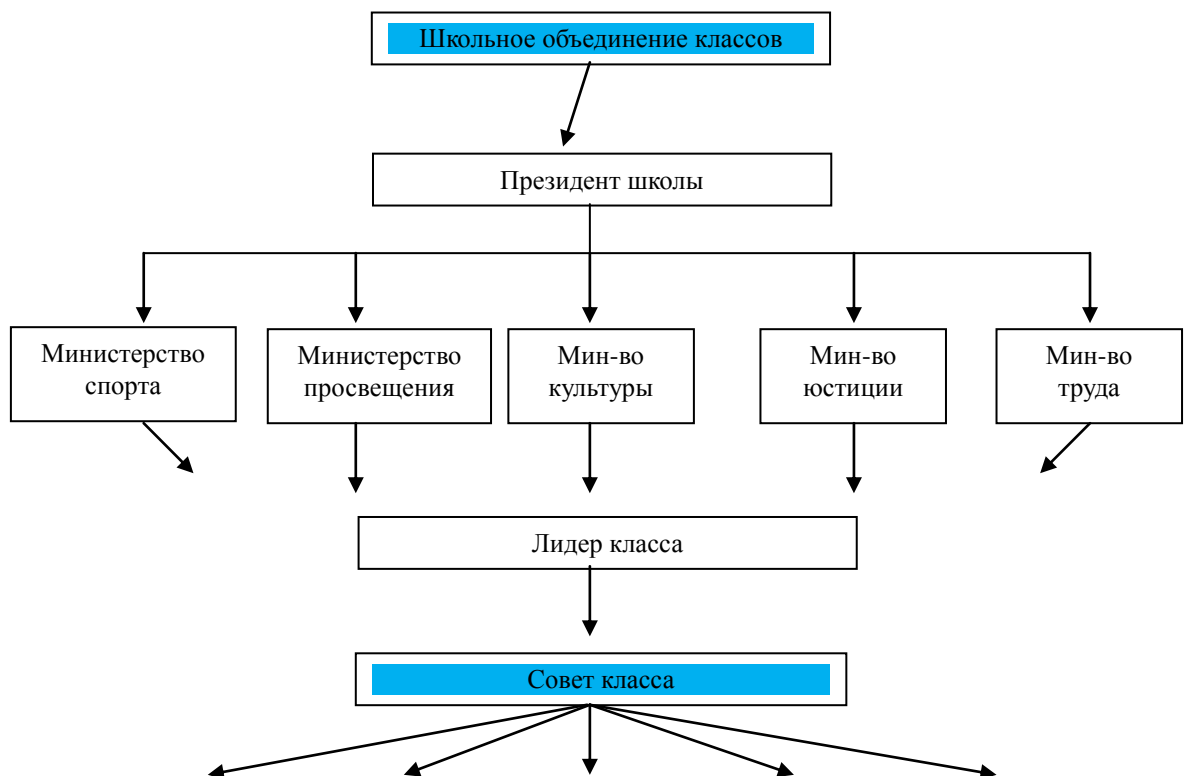 Школьное объединение классов
Президент школы
Министерство
спорта
Министерство
просвещения
Мин-во
культуры
Мин-во
юстиции
Мин-во
труда
Лидер класса
Совет класса